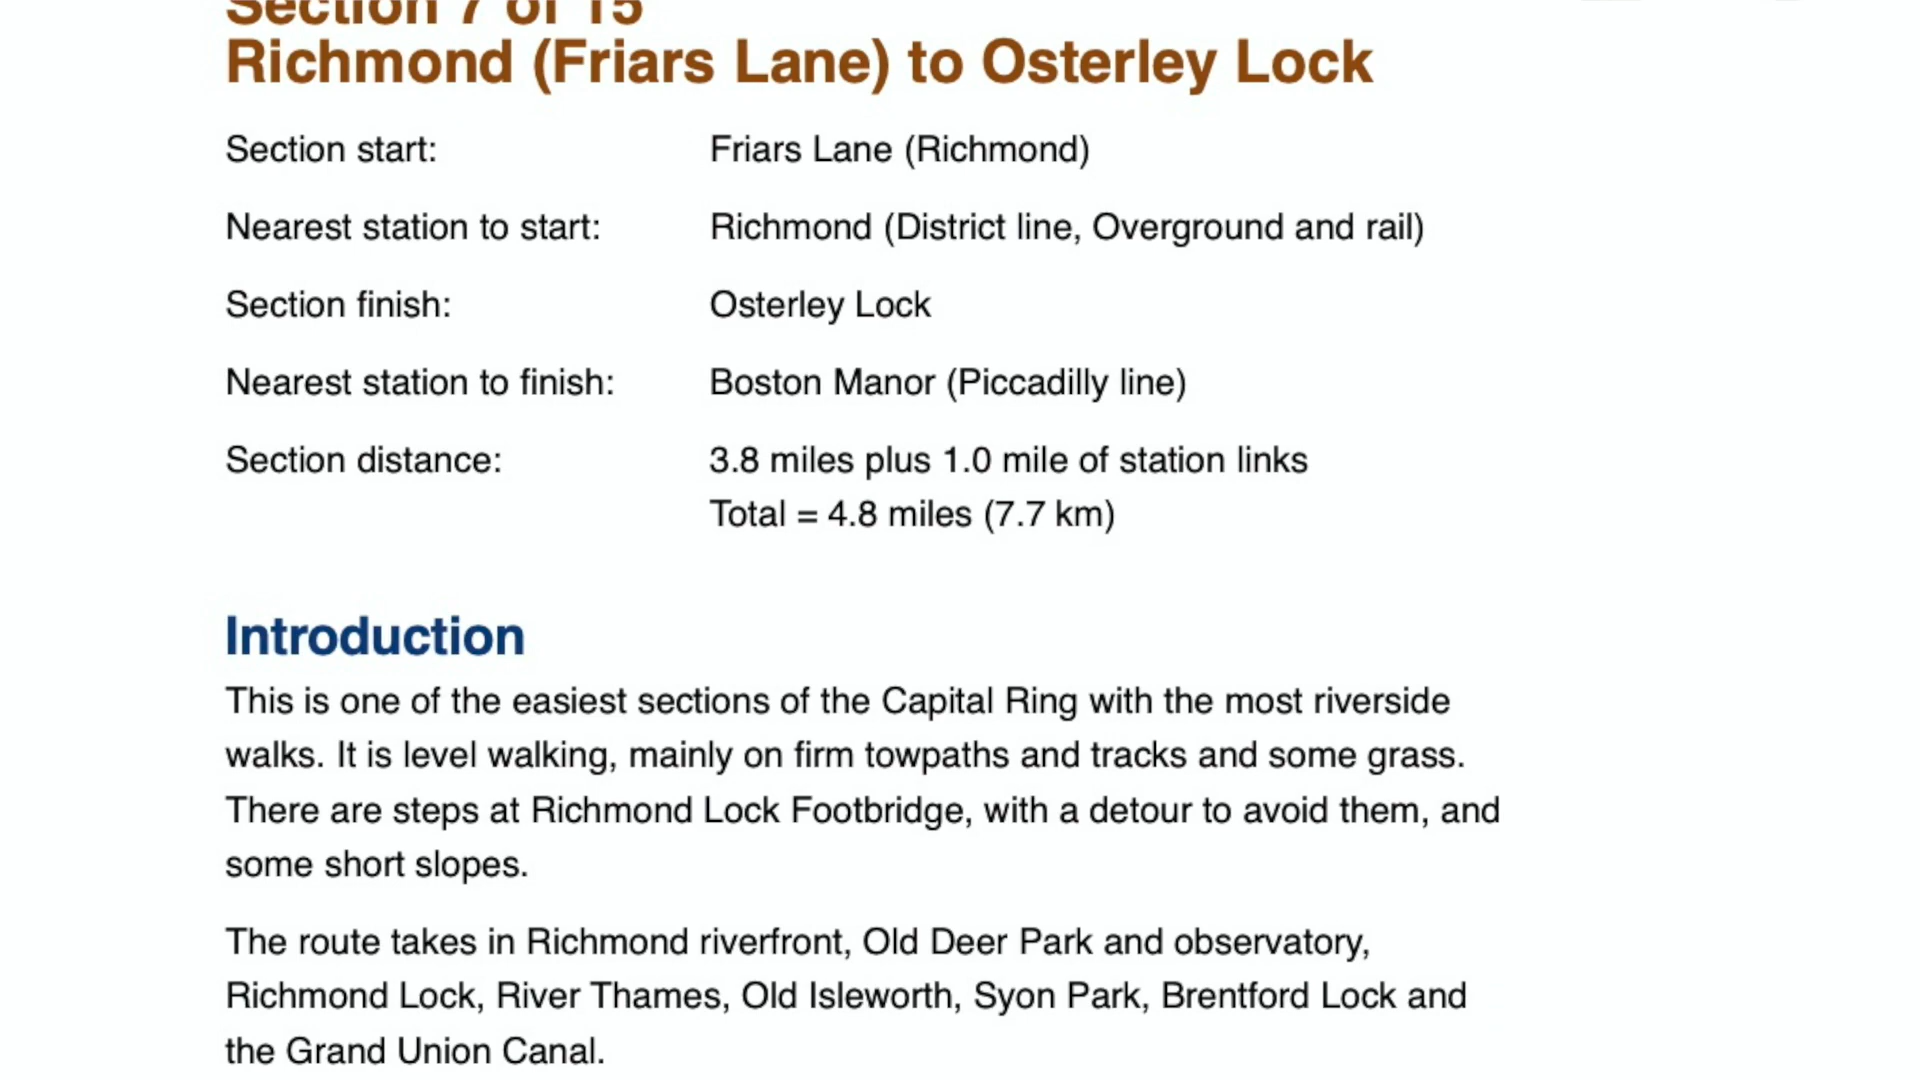 Section 7 of 15
Richmond (Friars Lane) to Osterley Lock
Section start: Friars Lane (Richmond)
Nearest station to start: Richmond (District line, Overground and rail)
Section finish: Osterley Lock
Nearest station to finish: Boston Manor (Piccadilly line)
Section distance: 3.8 miles plus 1.0 mile of station links
Total = 4.8 miles (7.7 km)
Introduction
This is one of the easiest sections of the Capital Ring with the most riverside
walks. It is level walking, mainly on firm towpaths and tracks and some grass.
There are steps at Richmond Lock Footbridge, with a detour to avoid them, and
some short slopes.
The route takes in Richmond riverfront, Old Deer Park and observatory,
Richmond Lock, River Thames, Old Isleworth, Syon Park, Brentford Lock and
the Grand Union Canal.